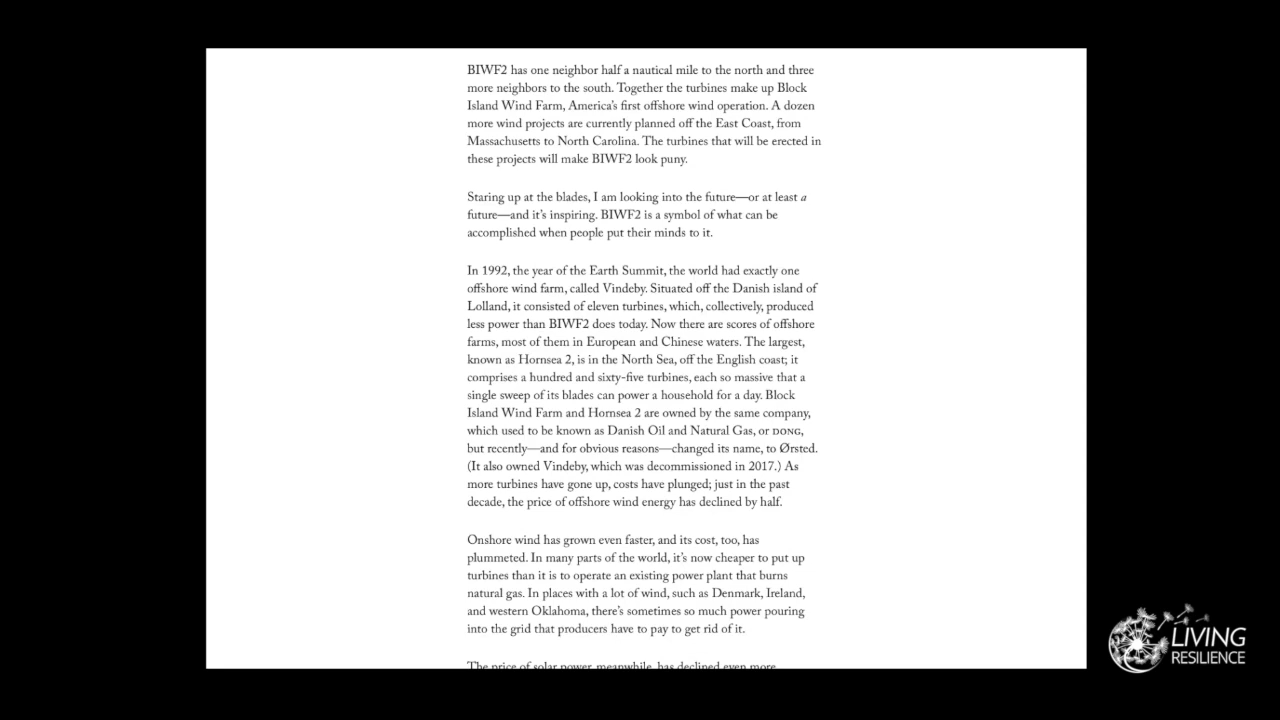 BIWF2 has one neighbor half a nautical mile to the north and three
more neighbors to the south. Together the turbines make up Block
Island Wind Farm, America’s first offshore wind operation. A dozen
more wind projects are currently planned off the East Coast, from
Massachusetts to North Carolina. The turbines that will be erected in
these projects will make BIWF2 look puny.
Staring up at the blades, I am looking into the future—or at least a
future—and it’s inspiring. BIWF2 is a symbol of what can be
accomplished when people put their minds to it.
In 1992, the year of the Earth Summit, the world had exactly one
offshore wind farm, called Vindeby. Situated off the Danish island of
Lolland, it consisted of eleven turbines, which, collectively, produced
less power than BIWF2 does today. Now there are scores of offshore
farms, most of them in European and Chinese waters. The largest,
known as Hornsea 2, is in the North Sea, off the English coast; it
comprises a hundred and sixty-five turbines, each so massive that a
single sweep of its blades can power a household for a day. Block
Island Wind Farm and Hornsea 2 are owned by the same company,
which used to be known as Danish Oil and Natural Gas, or DONG,
but recently—and for obvious reasons—changed its name, to Ørsted.
(It also owned Vindeby, which was decommissioned in 2017.) As
more turbines have gone up, costs have plunged; just in the past
decade, the price of offshore wind energy has declined by half.
Onshore wind has grown even faster, and its cost, too, has
plummeted. In many parts of the world, it’s now cheaper to put up
turbines than it is to operate an existing power plant that burns
natural gas. In places with a lot of wind, such as Denmark, Ireland,
and western Oklahoma, there’s sometimes so much power pouring
into the grid that producers have to pay to get rid of it.
The price of solar power, meanwhile, has declined even more
LIVING
RESILIENCE